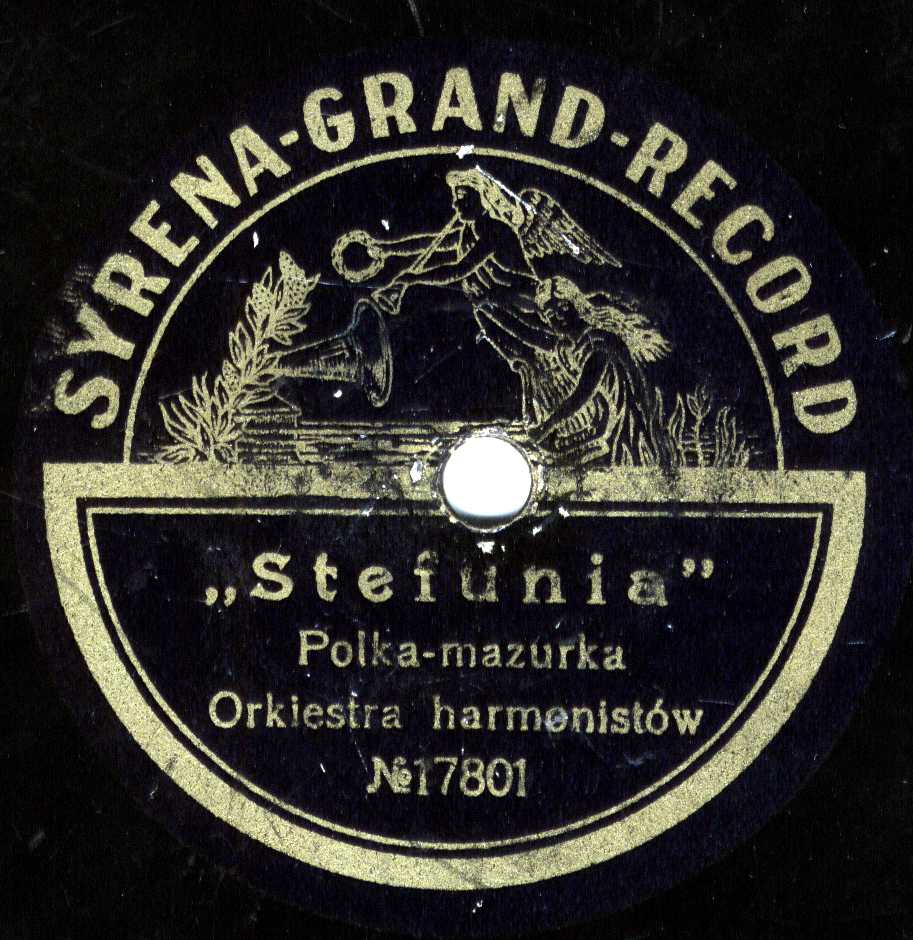 SYRENA-GRAND-RECORD
„Stefunia”
Polka-mazurka
Orkiestra harmonistów
№17801